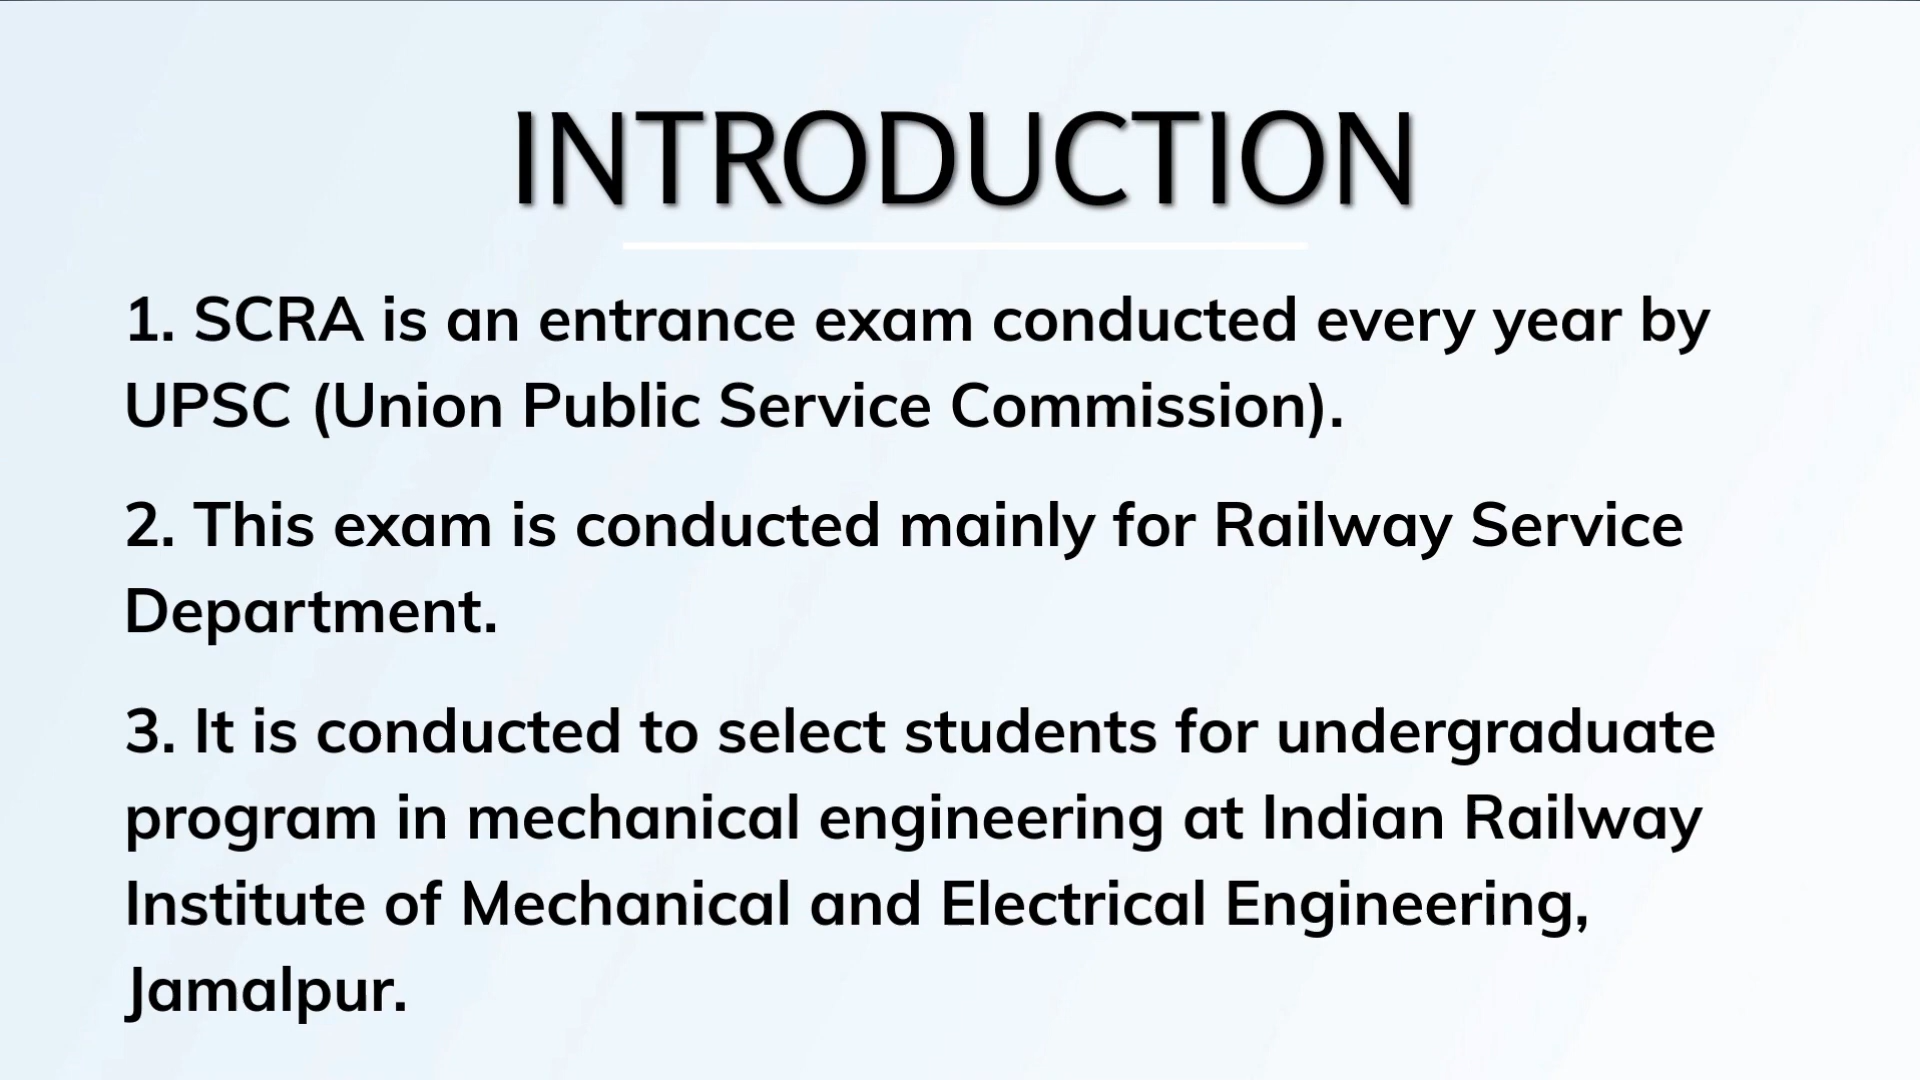 INTRODUCTION
1. SCRA is an entrance exam conducted every year by
UPSC (Union Public Service Commission).
2. This exam is conducted mainly for Railway Service
Department.
3. It is conducted to select students for undergraduate
program in mechanical engineering at Indian Railway
Institute of Mechanical and Electrical Engineering,
Jamalpur.